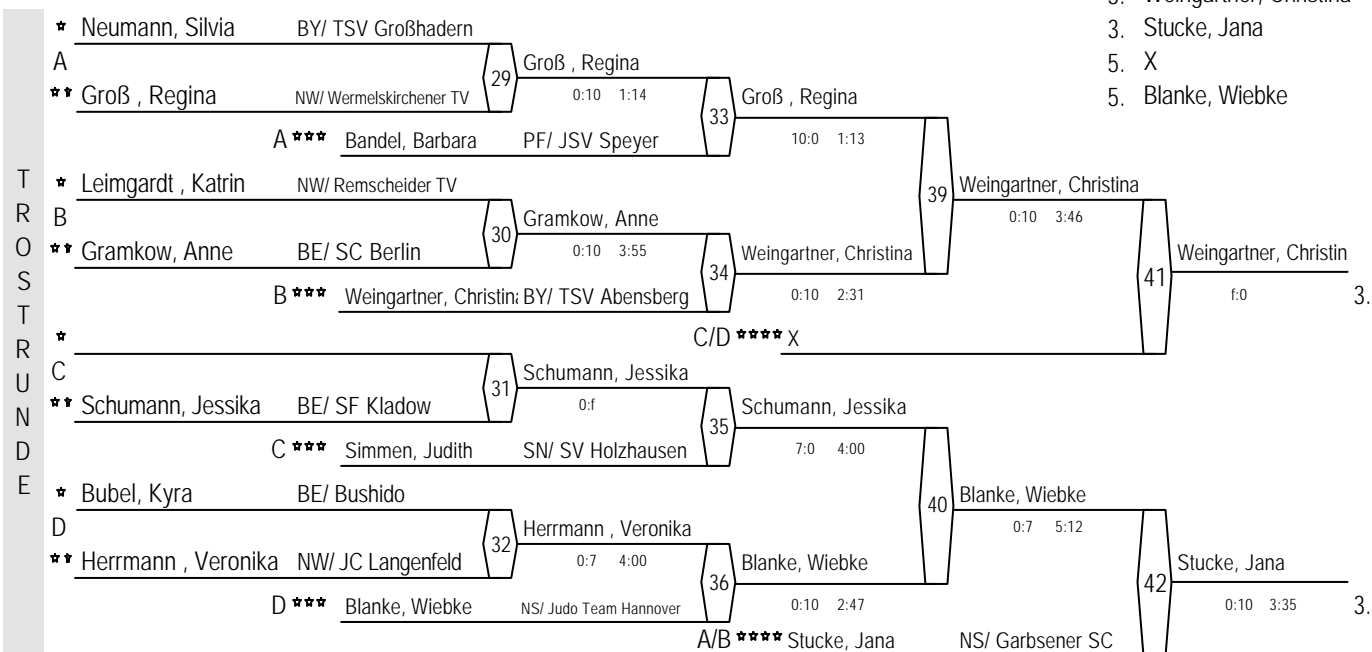 3. Weingartner, Christina
3. Stucke, Jana
5. X
5. Blanke, Wiebke
TROSTRUNDE
* Neumann, Silvia BY/ TSV Großhadern
A
29 Groß , Regina
** Groß , Regina NW/ Wermelskirchener TV
0:10 1:14
33 Groß , Regina
A *** Bandel, Barbara PF/ JSV Speyer
10:0 1:13
* Leimgardt , Katrin NW/ Remscheider TV
39 Weingartner, Christina
0:10 3:46
B
30 Gramkow, Anne
** Gramkow, Anne BE/ SC Berlin
0:10 3:55
34 Weingartner, Christina
B *** Weingartner, Christina BY/ TSV Abensberg
0:10 2:31
41 Weingartner, Christin
f:0 3.
C/D **** X
*
C
31 Schumann, Jessika
** Schumann, Jessika BE/ SF Kladow
0:f
35 Schumann, Jessika
C *** Simmen, Judith SN/ SV Holzhausen
7:0 4:00
* Bubel, Kyra BE/ Bushido
40 Blanke, Wiebke
0:7 5:12
D
32 Herrmann , Veronika
** Herrmann , Veronika NW/ JC Langenfeld
0:7 4:00
36 Blanke, Wiebke
D *** Blanke, Wiebke NS/ Judo Team Hannover
0:10 2:47
42 Stucke, Jana
0:10 3:35 3.
A/B **** Stucke, Jana NS/ Garbsener SC